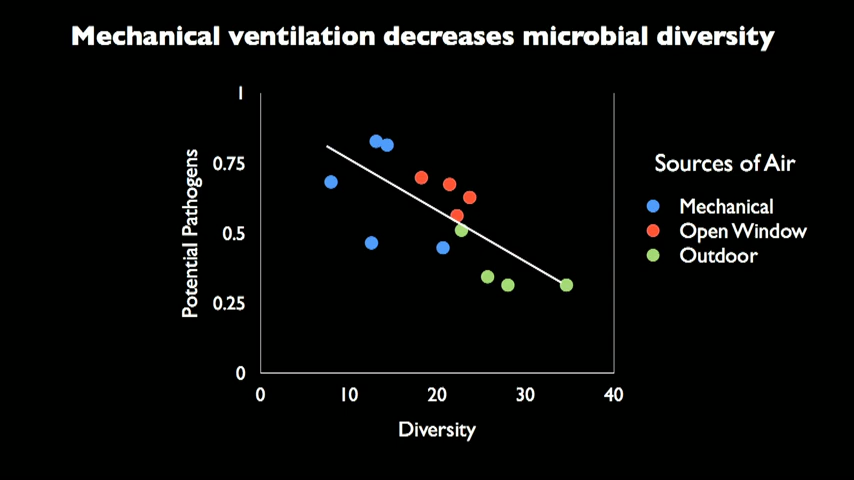 Mechanical ventilation decreases microbial diversity
1
0.75
0.5
0.25
0
Potential Pathogens
0
10
20
30
40
Diversity
Sources of Air
Mechanical
Open Window
Outdoor